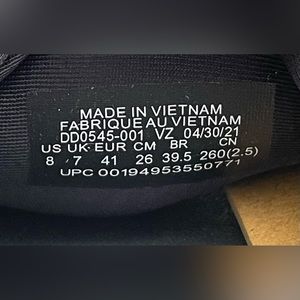 MADE IN VIETNAM
FABRIQUE AU VIETNAM
DD0545-001 VZ 04/30/21
US UK EUR CM BR CN
8 7 41 26 39.5 260(2.5)
UPC 00194953550771